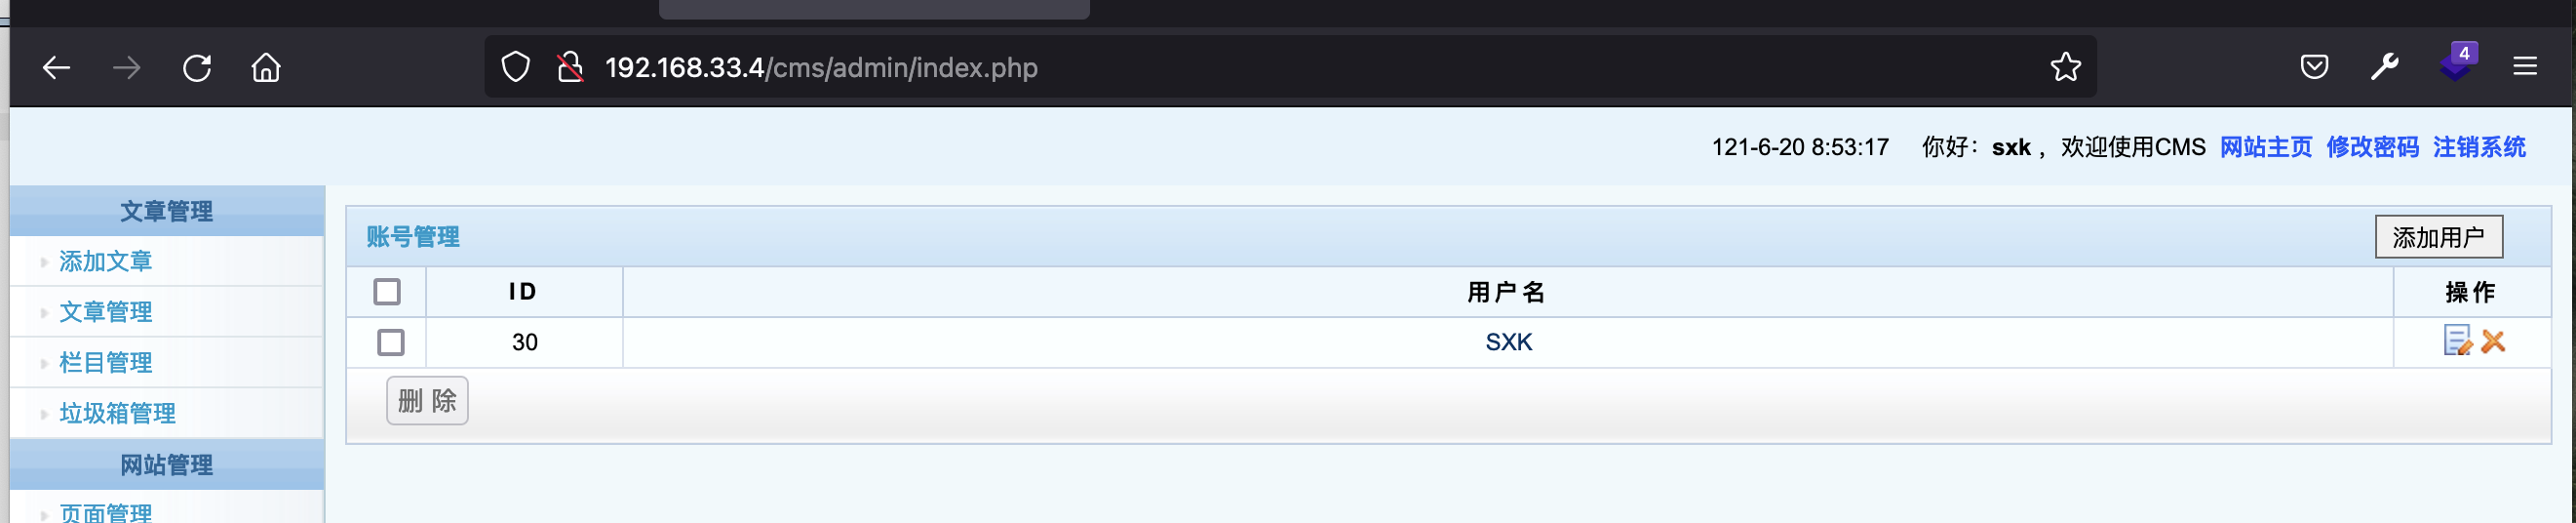 4
192.168.33.4/cms/admin/index.php
121-6-20 8:53:17 你好：sxk ，欢迎使用CMS 网站主页 修改密码 注销系统
文章管理
添加文章
文章管理
栏目管理
垃圾箱管理
网站管理
页面管理
账号管理 添加用户
ID 用户名 操作
30 SXK
删 除